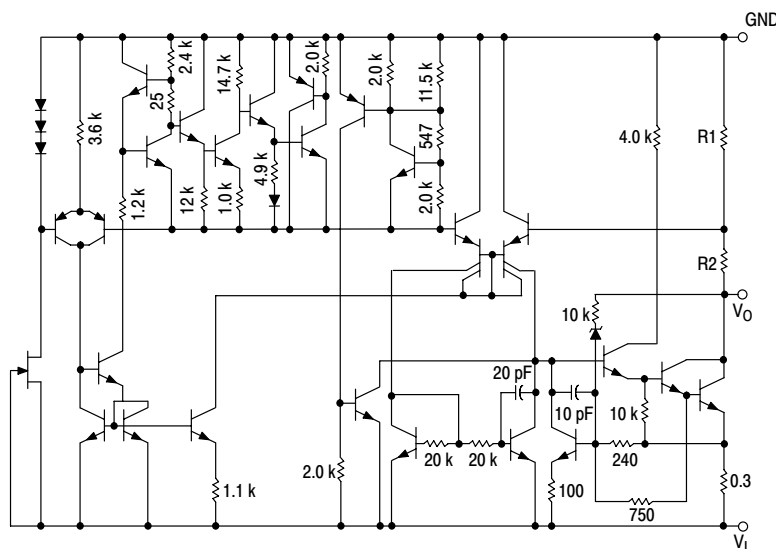 GND
2.4 k
25
14.7 k
2.0 k
2.0 k
11.5 k
3.6 k
547
4.0 k
R1
4.9 k
1.2 k
12 k
1.0 k
2.0 k
R2
10 k
VO
20 pF
10 pF
10 k
20 k
20 k
240
2.0 k
1.1 k
100
0.3
750
VI